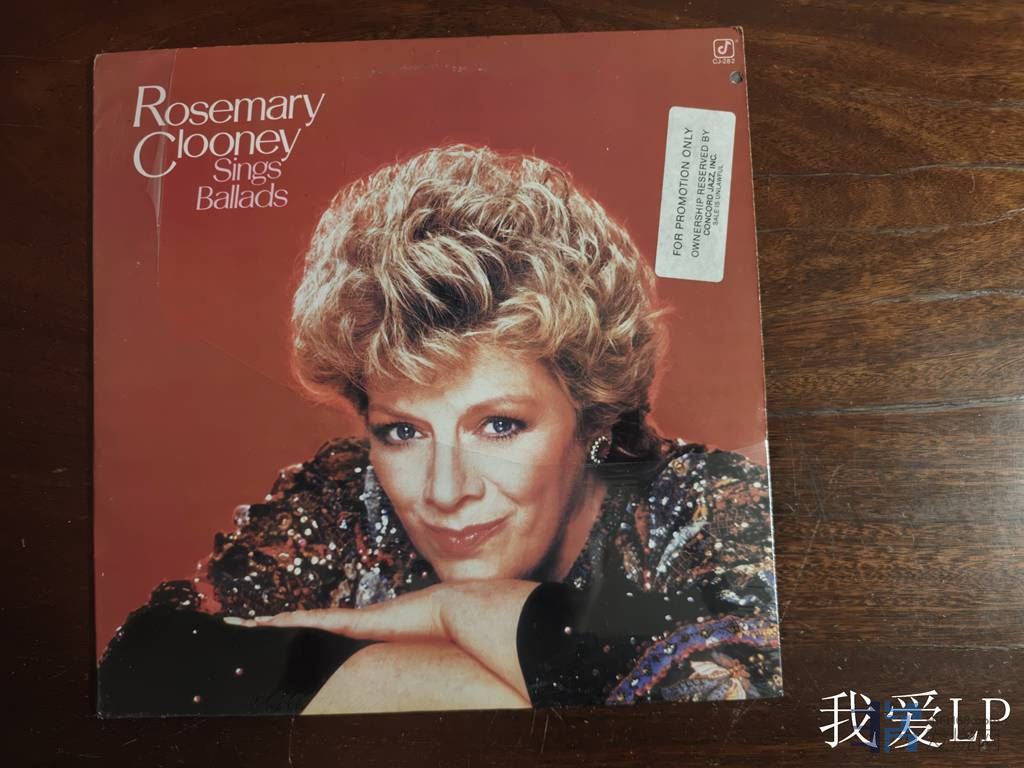 Rosemary
Clooney
Sings
Ballads
CJ-282
FOR PROMOTION ONLY
OWNERSHIP RESERVED BY
CONCORD JAZZ, INC.
SALE IS UNLAWFUL
我爱LP